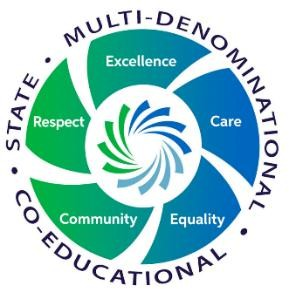 STATE • MULTI-DENOMINATIONAL •
CO-EDUCATIONAL •
Excellence
Care
Equality
Community
Respect